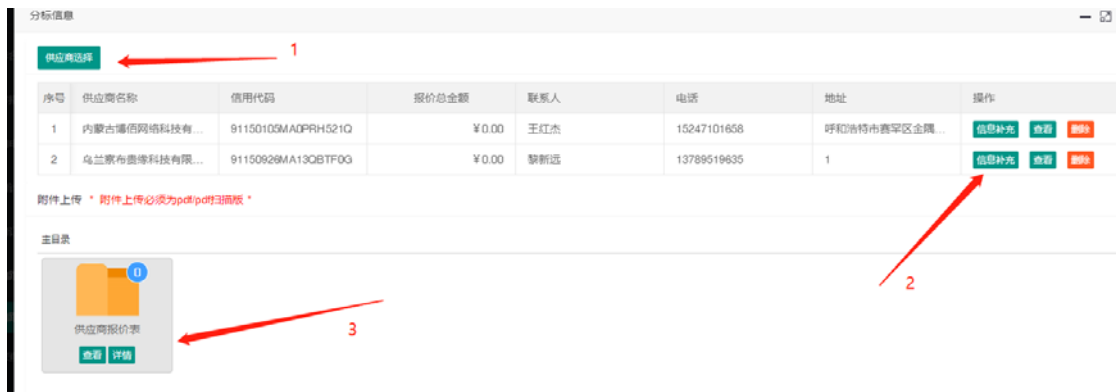 分标信息
供应商选择
1
序号 供应商名称 信用代码 报价总金额 联系人 电话 地址 操作
1 内蒙古博佰网络科技有... 91150105MA0PRH521Q ¥0.00 王红杰 15247101658 呼和浩特市赛罕区金隅... 信息补充 查看 删除
2 乌兰察布贵缘科技有限... 91150926MA13QBTF0G ¥0.00 黎新远 13789519635 1 信息补充 查看 删除
附件上传 * 附件上传必须为pdf/pdf扫描版 *
主目录
0
2
供应商报价表
3
查看 详情